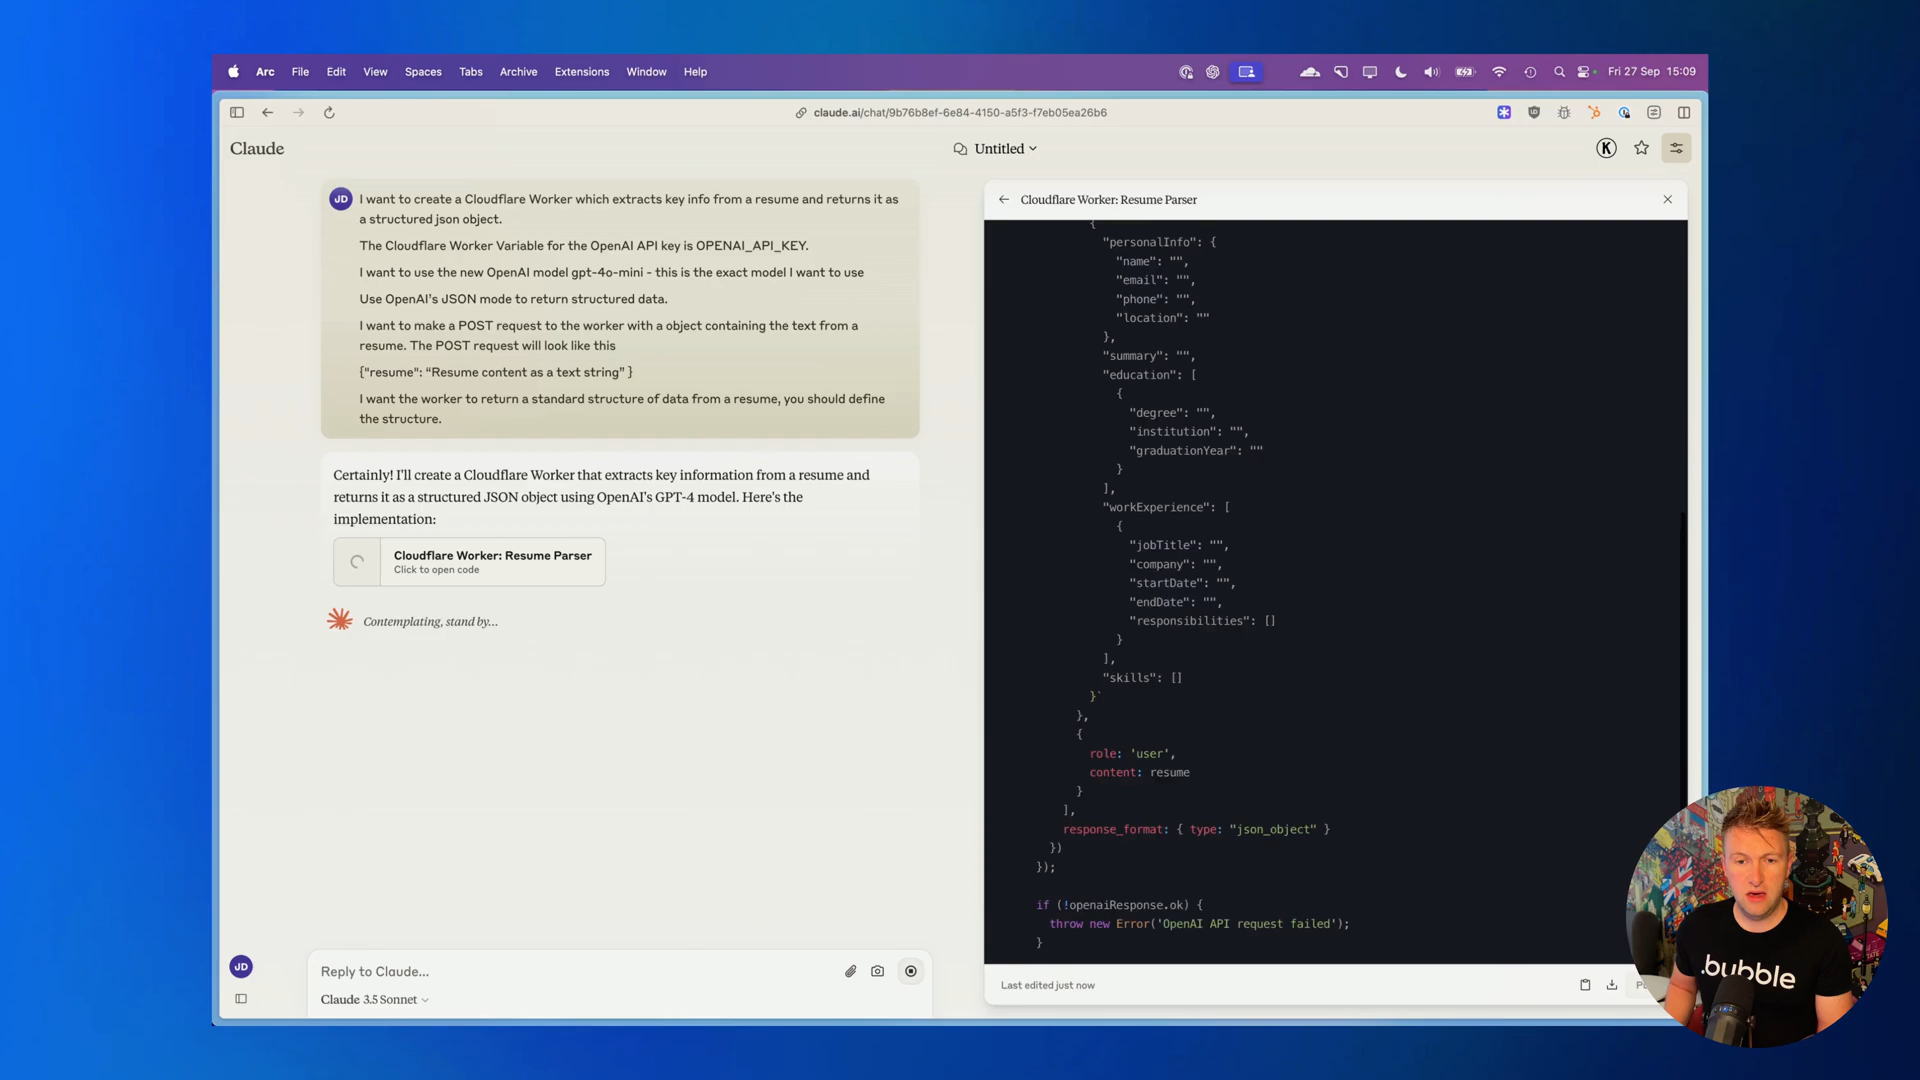 Arc File Edit View Spaces Tabs Archive Extensions Window Help
Fri 27 Sep 15:09
claude.ai/chat/9b76b8ef-6e84-4150-a5f3-f7eb05ea26b6
Claude
Untitled
K
JD
I want to create a Cloudflare Worker which extracts key info from a resume and returns it as
a structured json object.
The Cloudflare Worker Variable for the OpenAI API key is OPENAI_API_KEY.
I want to use the new OpenAI model gpt-4o-mini - this is the exact model I want to use
Use OpenAI's JSON mode to return structured data.
I want to make a POST request to the worker with a object containing the text from a
resume. The POST request will look like this
{"resume": “Resume content as a text string” }
I want the worker to return a standard structure of data from a resume, you should define
the structure.
Certainly! I'll create a Cloudflare Worker that extracts key information from a resume and
returns it as a structured JSON object using OpenAI's GPT-4 model. Here's the
implementation:
Cloudflare Worker: Resume Parser
Click to open code
Contemplating, stand by...
JD
Reply to Claude...
Claude 3.5 Sonnet
Cloudflare Worker: Resume Parser
{
"personalInfo": {
"name": "",
"email": "",
"phone": "",
"location": ""
},
"summary": "",
"education": [
{
"degree": "",
"institution": "",
"graduationYear": ""
}
],
"workExperience": [
{
"jobTitle": "",
"company": "",
"startDate": "",
"endDate": "",
"responsibilities": []
}
],
"skills": []
}`
},
{
role: 'user',
content: resume
}
],
response_format: { type: "json_object" }
})
});
if (!openaiResponse.ok) {
throw new Error('OpenAI API request failed');
}
Last edited just now
.bubble